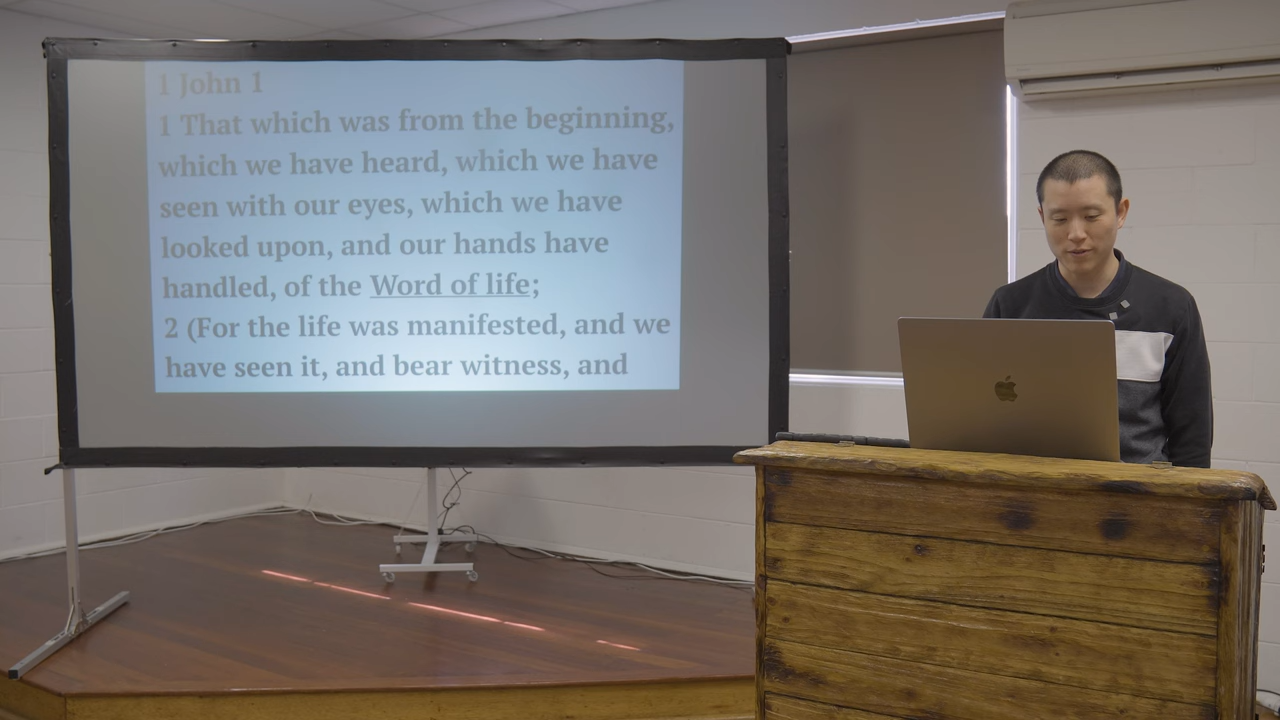 1 John 1
1 That which was from the beginning,
which we have heard, which we have
seen with our eyes, which we have
looked upon, and our hands have
handled, of the Word of life;
2 (For the life was manifested, and we
have seen it, and bear witness, and